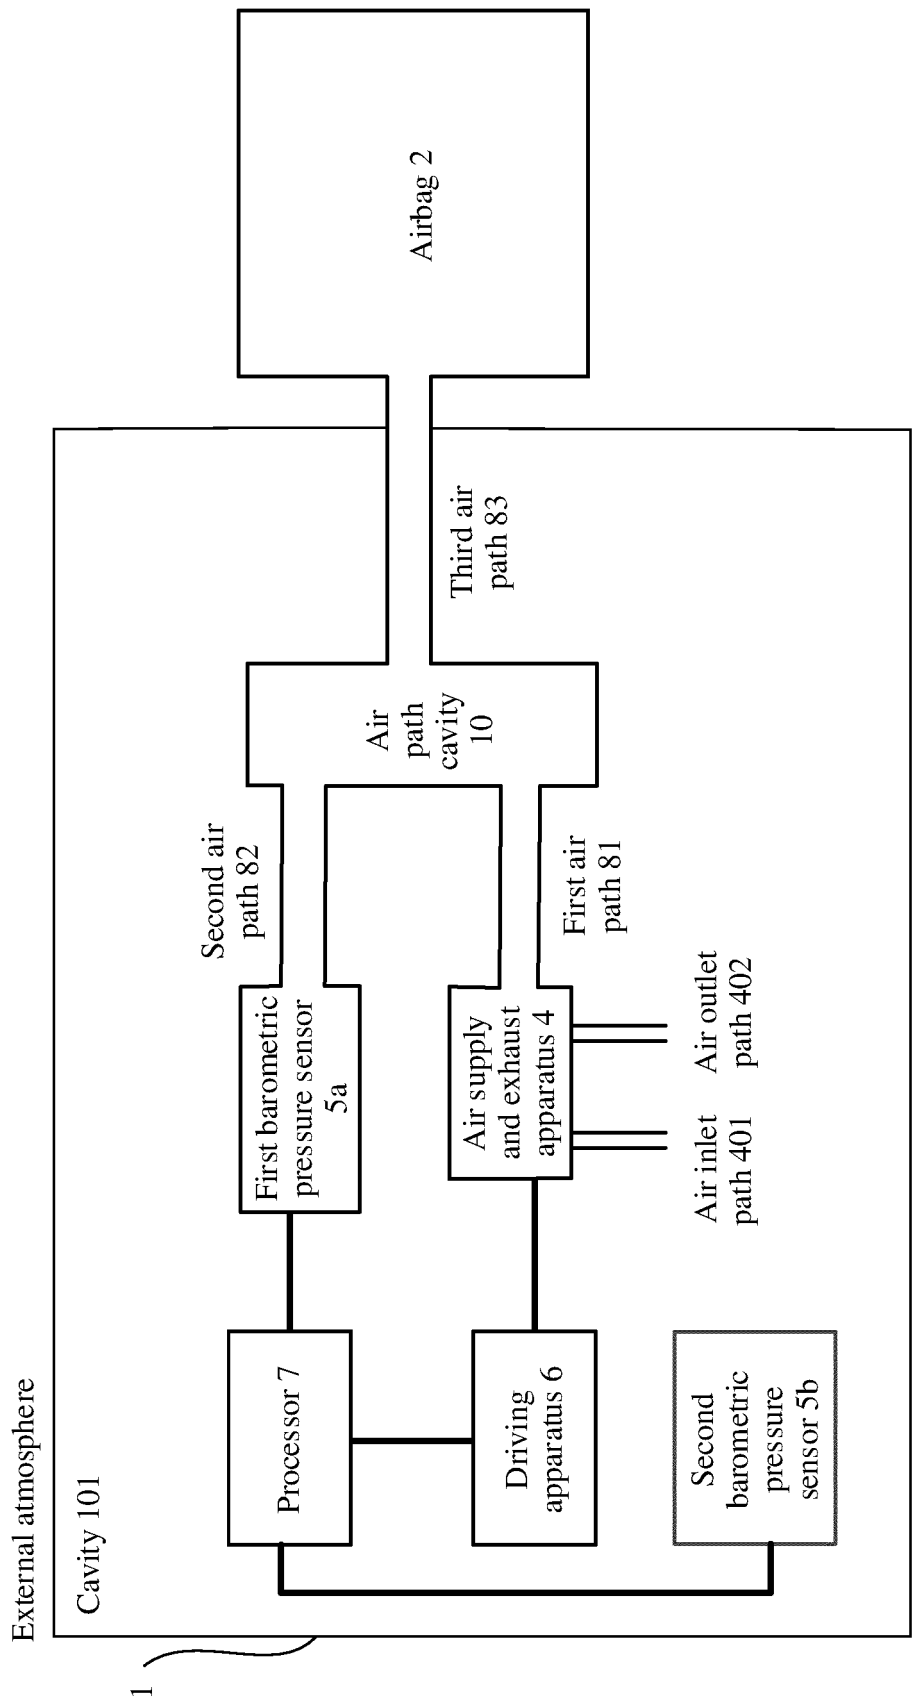 External atmosphere
Cavity 101
1
Processor 7
First barometric
pressure sensor
5a
Second air
path 82
Air
path
cavity
10
Third air
path 83
Airbag 2
Driving
apparatus 6
Air supply
and exhaust
apparatus 4
First air
path 81
Second
barometric
pressure
sensor 5b
Air inlet
path 401
Air outlet
path 402